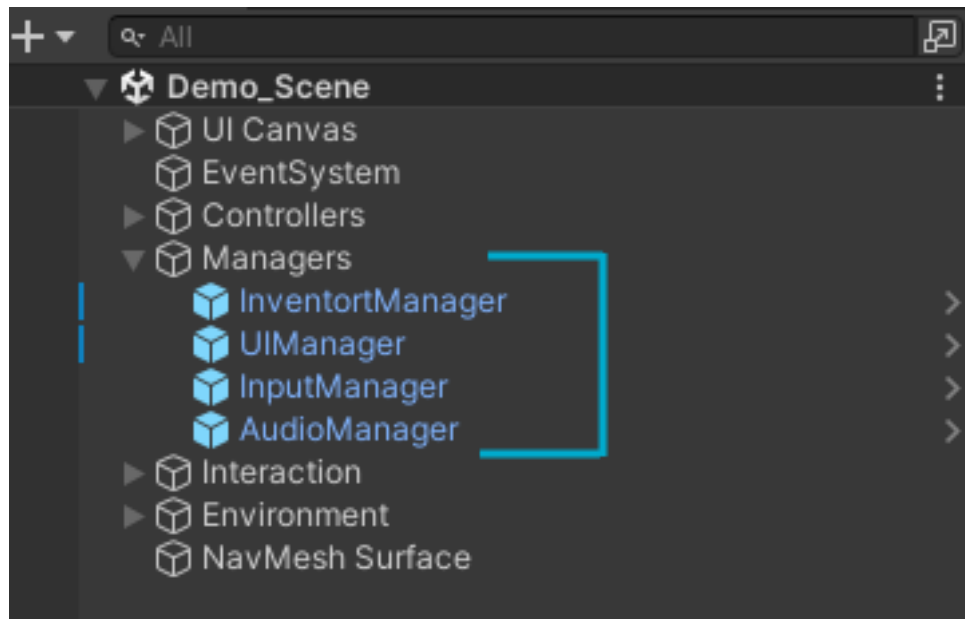 All
Demo_Scene
UI Canvas
EventSystem
Controllers
Managers
InventortManager
UIManager
InputManager
AudioManager
Interaction
Environment
NavMesh Surface